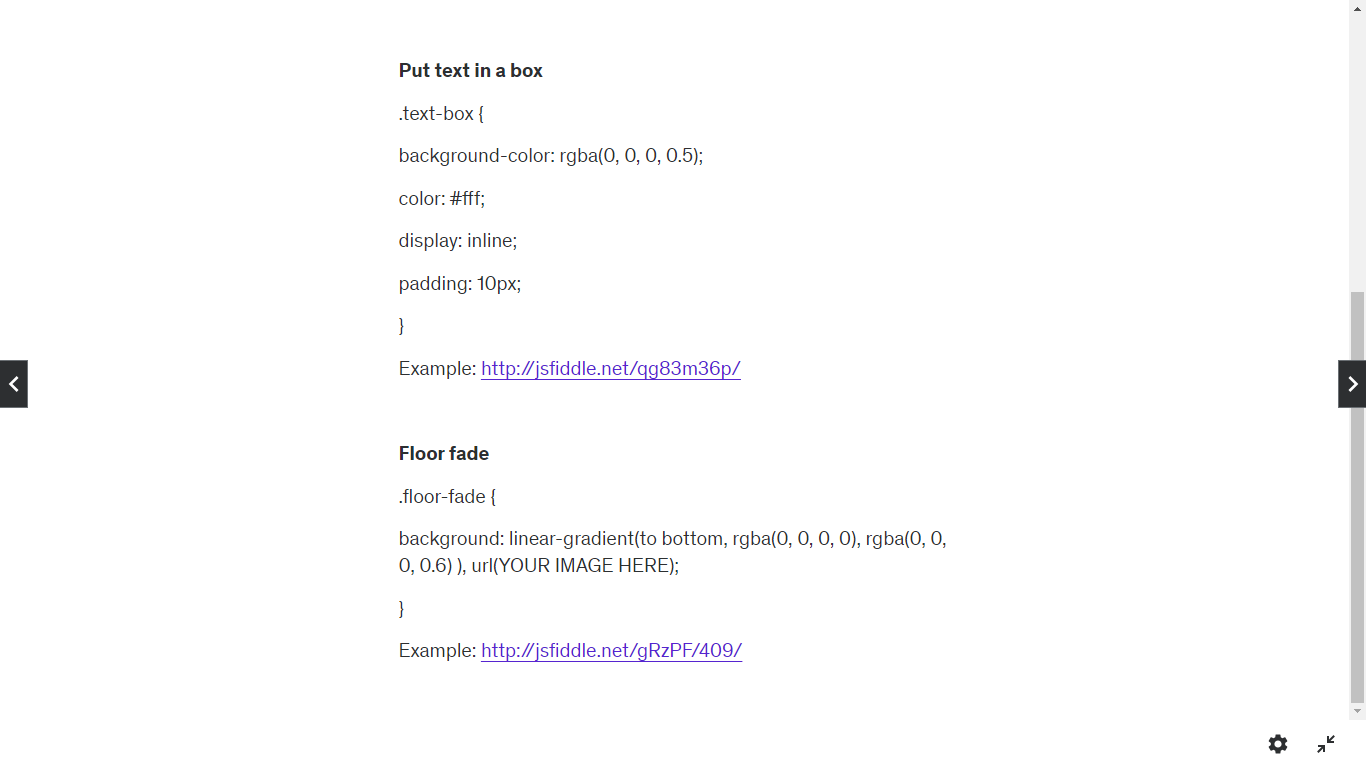 Put text in a box
.text-box {
background-color: rgba(0, 0, 0, 0.5);
color: #fff;
display: inline;
padding: 10px;
}
Example: http://jsfiddle.net/qg83m36p/
Floor fade
.floor-fade {
background: linear-gradient(to bottom, rgba(0, 0, 0, 0), rgba(0, 0,
0, 0.6) ), url(YOUR IMAGE HERE);
}
Example: http://jsfiddle.net/gRzPF/409/